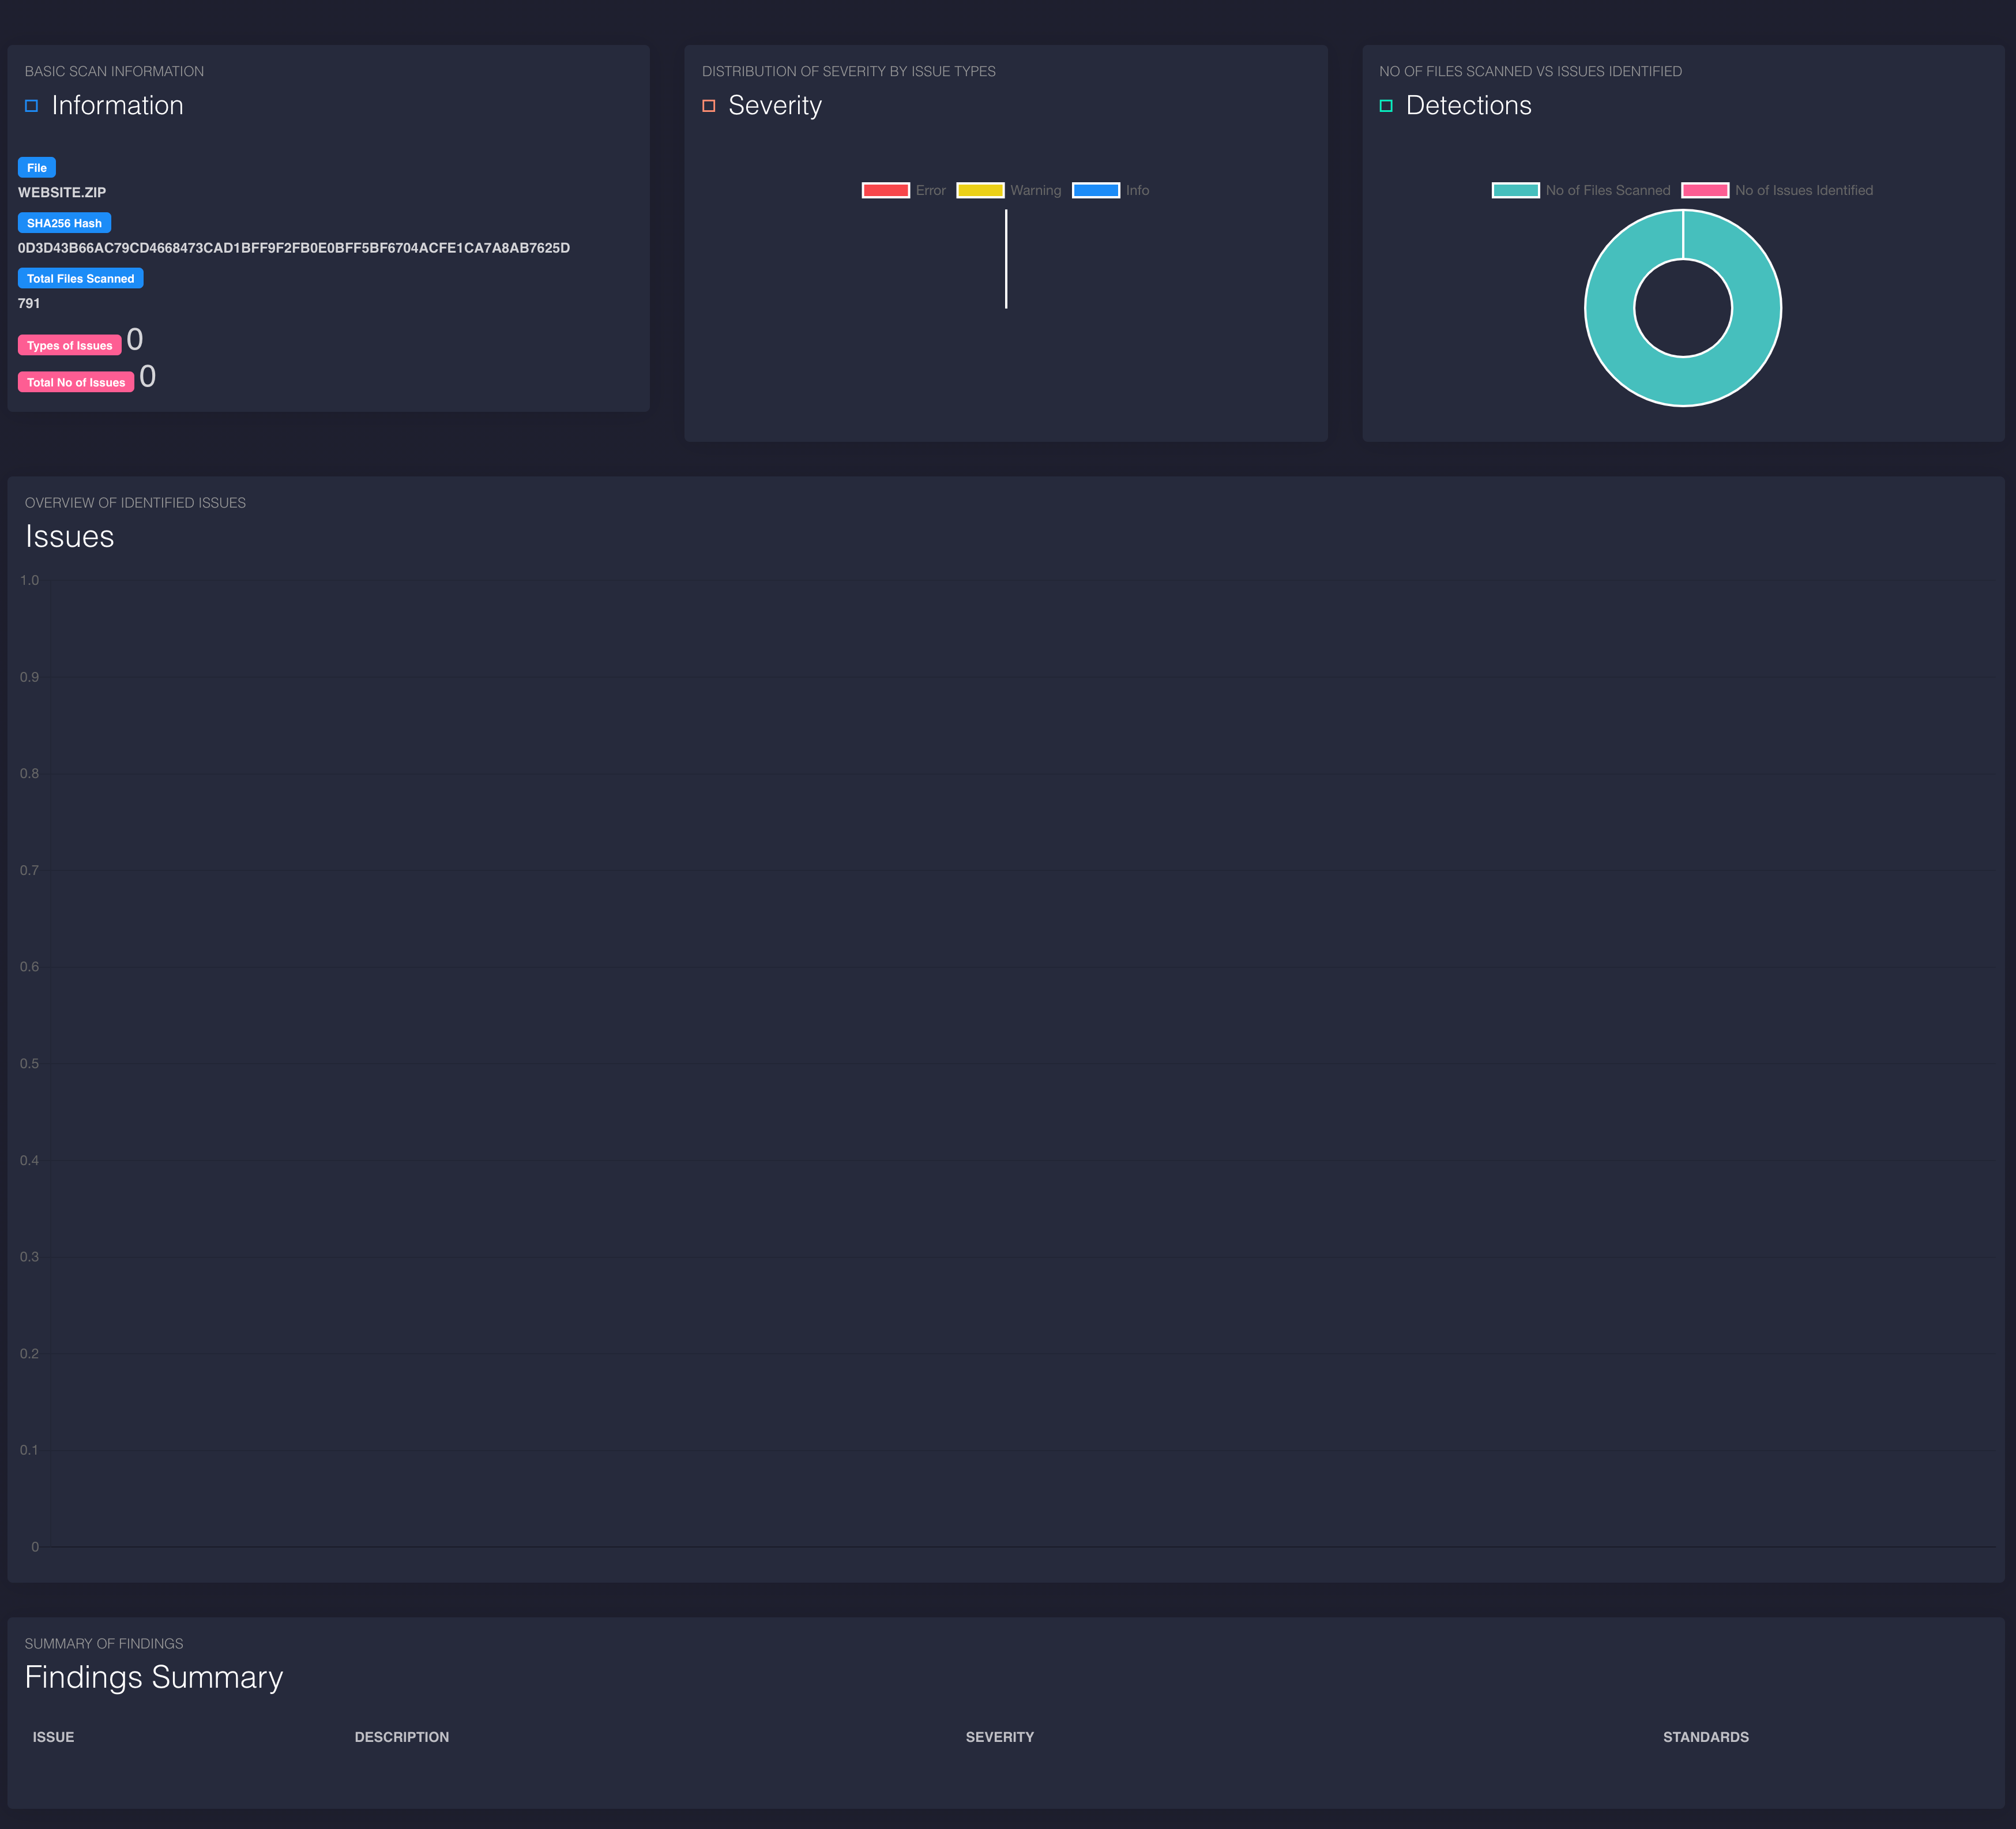 BASIC SCAN INFORMATION
Information
File
WEBSITE.ZIP
SHA256 Hash
0D3D43B66AC79CD4668473CAD1BFF9F2FB0E0BFF5BF6704ACFE1CA7A8AB7625D
Total Files Scanned
791
Types of Issues 0
Total No of Issues 0
DISTRIBUTION OF SEVERITY BY ISSUE TYPES
Severity
Error Warning Info
NO OF FILES SCANNED VS ISSUES IDENTIFIED
Detections
No of Files Scanned No of Issues Identified
OVERVIEW OF IDENTIFIED ISSUES
Issues
1.0
0.9
0.8
0.7
0.6
0.5
0.4
0.3
0.2
0.1
0
SUMMARY OF FINDINGS
Findings Summary
ISSUE DESCRIPTION SEVERITY STANDARDS